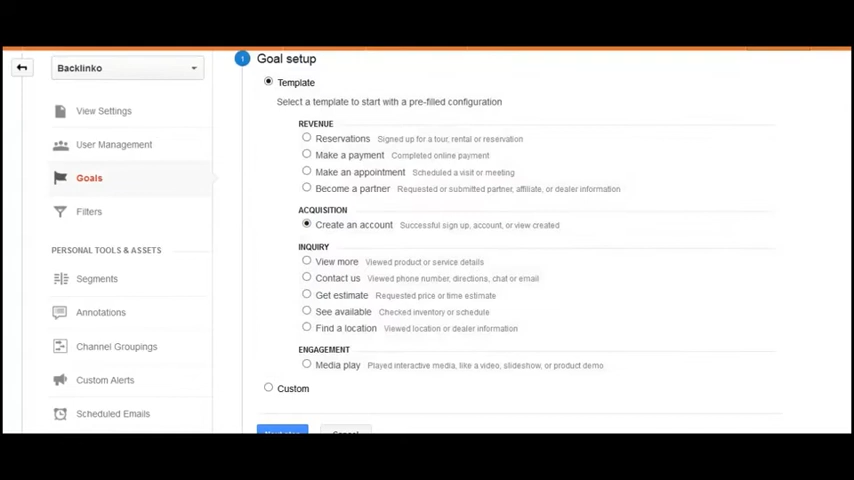 Backlinko
View Settings
User Management
Goals
Filters
PERSONAL TOOLS & ASSETS
Segments
Annotations
Channel Groupings
Custom Alerts
Scheduled Emails
1 Goal setup
Template
Select a template to start with a pre-filled configuration
REVENUE
Reservations Signed up for a tour, rental or reservation
Make a payment Completed online payment
Make an appointment Scheduled a visit or meeting
Become a partner Requested or submitted partner, affiliate, or dealer information
ACQUISITION
Create an account Successful sign up, account, or view created
INQUIRY
View more Viewed product or service details
Contact us Viewed phone number, directions, chat or email
Get estimate Requested price or time estimate
See available Checked inventory or schedule
Find a location Viewed location or dealer information
ENGAGEMENT
Media play Played interactive media, like a video, slideshow, or product demo
Custom